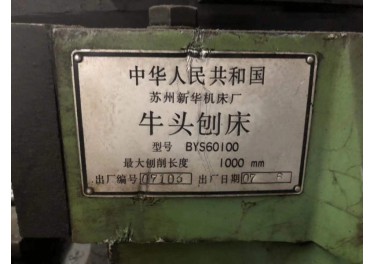 中华人民共和国
苏州新华机床厂
牛头刨床
型号 BYS60100
最大刨削长度 1000 mm
出厂编号 出厂日期 07